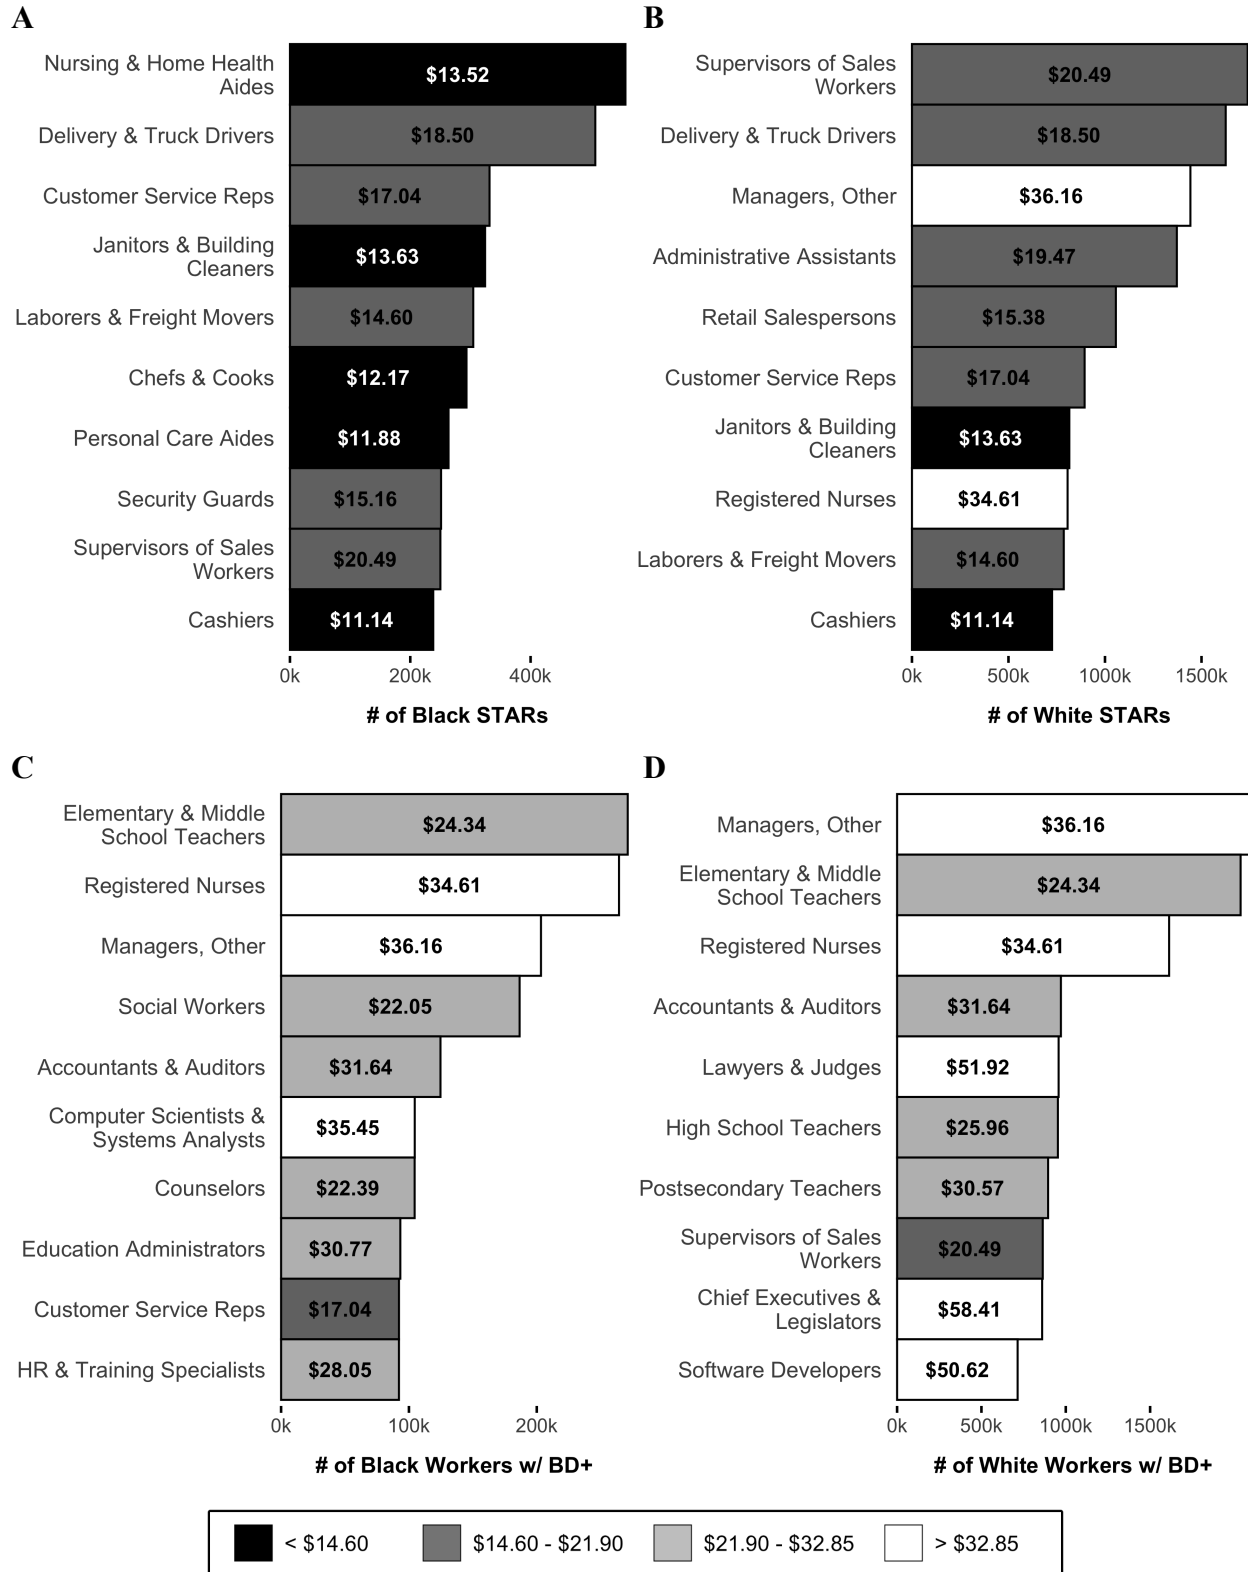 A
Nursing & Home Health
Aides
$13.52
Delivery & Truck Drivers
$18.50
Customer Service Reps
$17.04
Janitors & Building
Cleaners
$13.63
Laborers & Freight Movers
$14.60
Chefs & Cooks
$12.17
Personal Care Aides
$11.88
Security Guards
$15.16
Supervisors of Sales
Workers
$20.49
Cashiers
$11.14
0k 200k 400k
# of Black STARs
B
Supervisors of Sales
Workers
$20.49
Delivery & Truck Drivers
$18.50
Managers, Other
$36.16
Administrative Assistants
$19.47
Retail Salespersons
$15.38
Customer Service Reps
$17.04
Janitors & Building
Cleaners
$13.63
Registered Nurses
$34.61
Laborers & Freight Movers
$14.60
Cashiers
$11.14
0k 500k 1000k 1500k
# of White STARs
C
Elementary & Middle
School Teachers
$24.34
Registered Nurses
$34.61
Managers, Other
$36.16
Social Workers
$22.05
Accountants & Auditors
$31.64
Computer Scientists &
Systems Analysts
$35.45
Counselors
$22.39
Education Administrators
$30.77
Customer Service Reps
$17.04
HR & Training Specialists
$28.05
0k 100k 200k
# of Black Workers w/ BD+
D
Managers, Other
$36.16
Elementary & Middle
School Teachers
$24.34
Registered Nurses
$34.61
Accountants & Auditors
$31.64
Lawyers & Judges
$51.92
High School Teachers
$25.96
Postsecondary Teachers
$30.57
Supervisors of Sales
Workers
$20.49
Chief Executives &
Legislators
$58.41
Software Developers
$50.62
0k 500k 1000k 1500k
# of White Workers w/ BD+
< $14.60 $14.60 - $21.90 $21.90 - $32.85 > $32.85